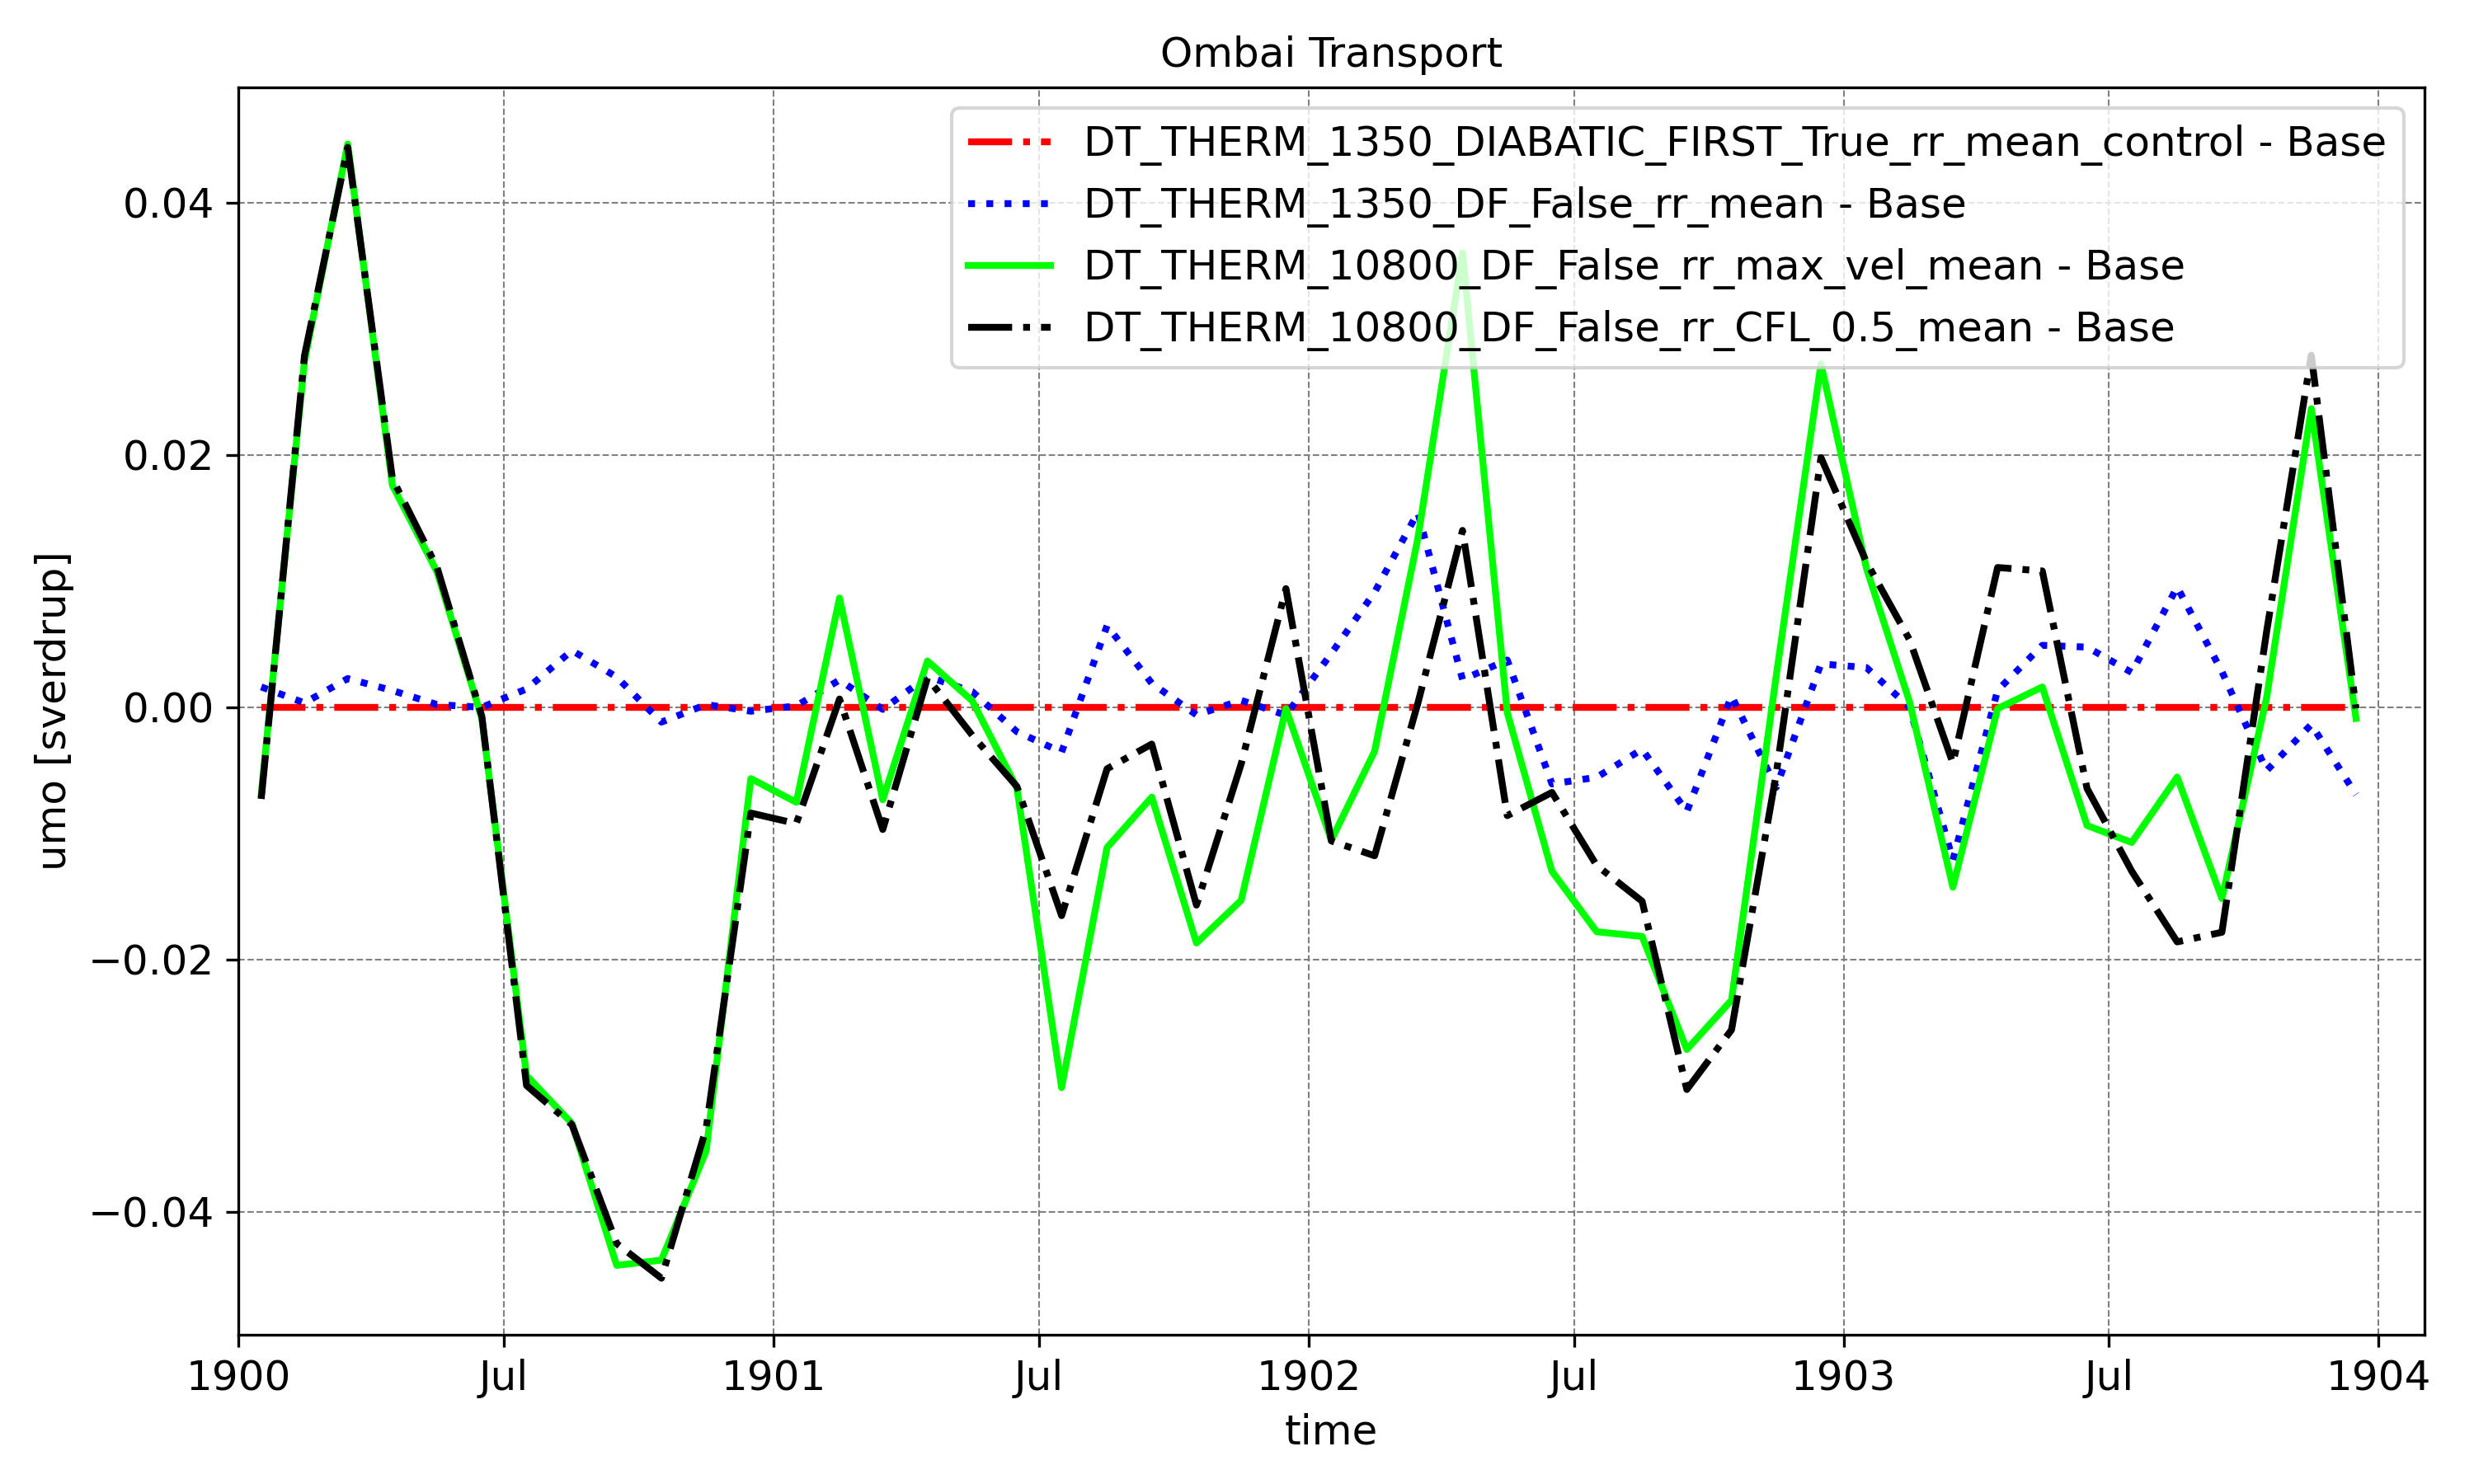 Ombai Transport
DT_THERM_1350_DIABATIC_FIRST_True_rr_mean_control - Base
DT_THERM_1350_DF_False_rr_mean - Base
DT_THERM_10800_DF_False_rr_max_vel_mean - Base
DT_THERM_10800_DF_False_rr_CFL_0.5_mean - Base
umo [sverdrup]
0.04
0.02
0.00
−0.02
−0.04
1900 Jul 1901 Jul 1902 Jul 1903 Jul 1904
time